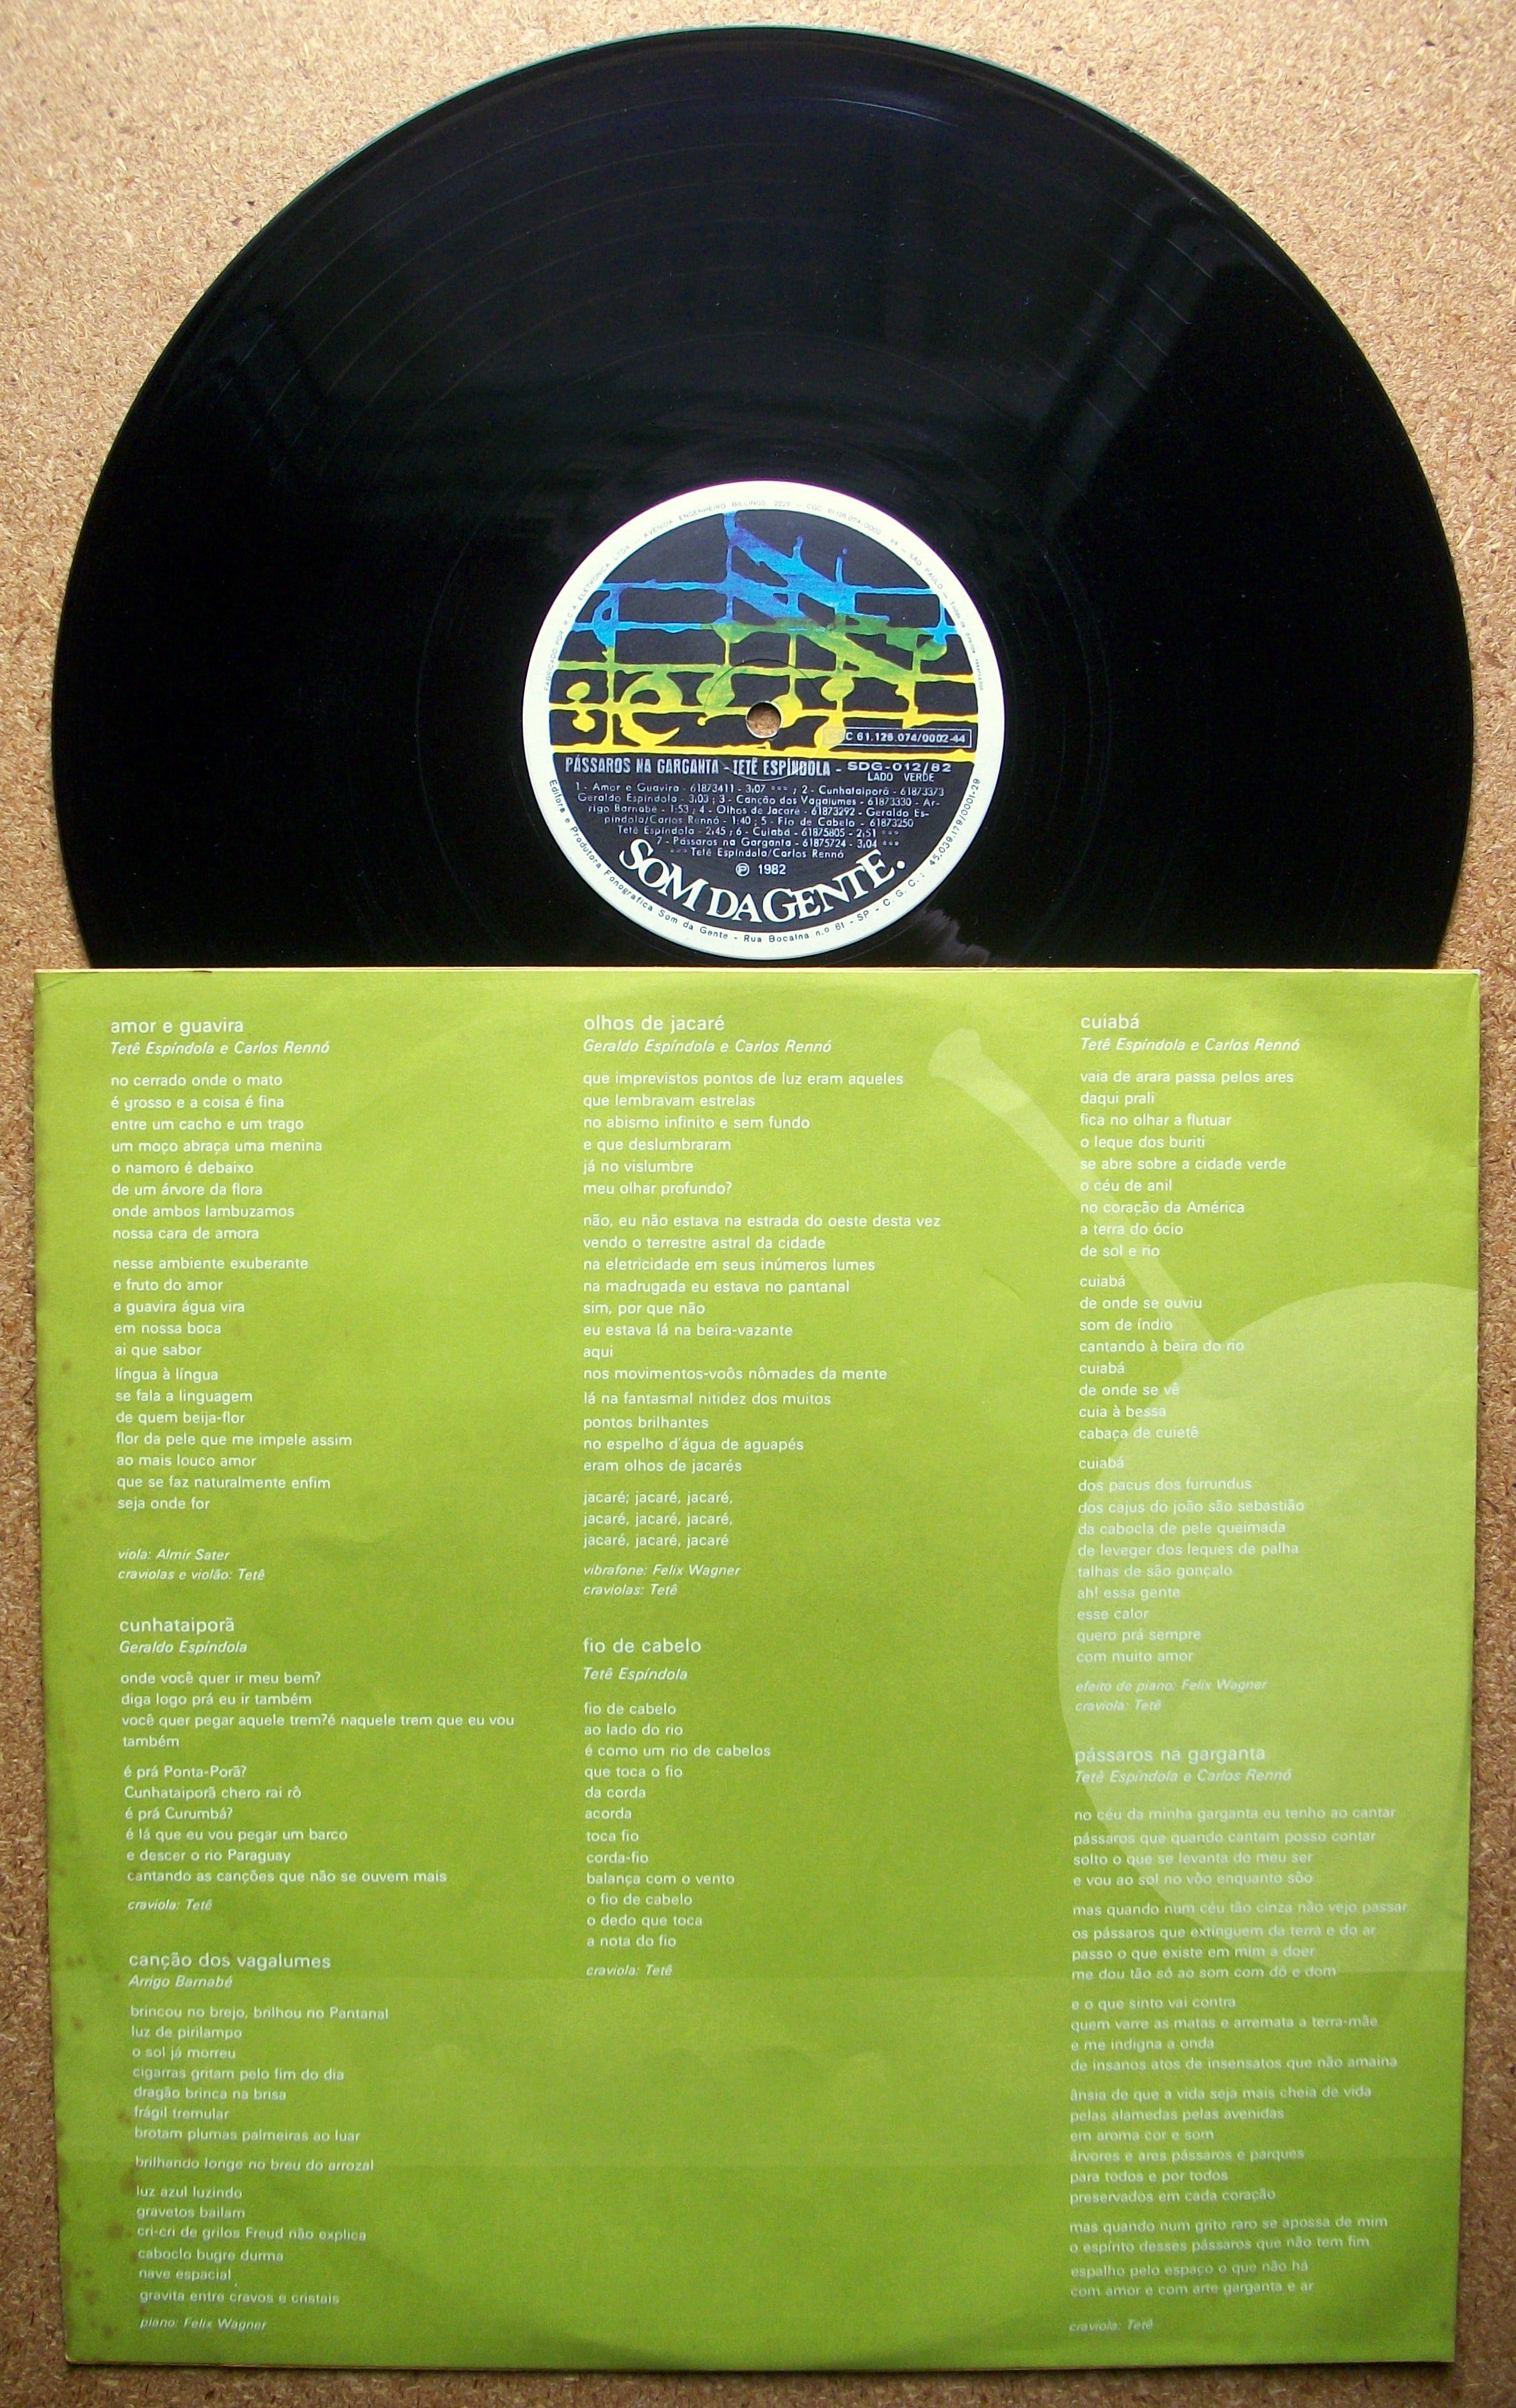 FABRICADO POR R.C.A. ELETRÔNICA LTDA. - AVENIDA ENGENHEIRO BILLINGS, 2227 - CGC 61.126.074/0002-44 - SÃO PAULO -
CGC 61.126.074/0002-44
PÁSSAROS NA GARGANTA - TETÊ ESPÍNDOLA - SDG-012/82
LADO VERDE
1 - Amor e Guavira - 61873411 - 3:07 *** ; 2 - Cunhataiporã - 61873373
Geraldo Espíndola - 3:03 ; 3 - Canção dos Vagalumes - 61873330 - Ar-
rigo Barnabé - 1:53 ; 4 - Olhos de Jacaré - 61873292 - Geraldo Es-
píndola/Carlos Rennó - 1:40 ; 5 - Fio de Cabelo - 61873250
Tetê Espíndola - 2:45 ; 6 - Cuiabá - 61875805 - 2:51 ***
7 - Pássaros na Garganta - 61875724 - 3:04 ***
*** Tetê Espíndola/Carlos Rennó
℗ 1982
SOM DA GENTE.
Editora e Produtora Fonográfica Som da Gente - Rua Bocaina n.o 61 - SP - C.G.C.: 45.039.179/0001-29
amor e guavira
Tetê Espíndola e Carlos Rennó
no cerrado onde o mato
é grosso e a coisa é fina
entre um cacho e um trago
um moço abraça uma menina
o namoro é debaixo
de um árvore da flora
onde ambos lambuzamos
nossa cara de amora
nesse ambiente exuberante
e fruto do amor
a guavira água vira
em nossa boca
ai que sabor
língua à língua
se fala a linguagem
de quem beija-flor
flor da pele que me impele assim
ao mais louco amor
que se faz naturalmente enfim
seja onde for
viola: Almir Sater
craviolas e violão: Tetê
cunhataiporã
Geraldo Espíndola
onde você quer ir meu bem?
diga logo prá eu ir também
você quer pegar aquele trem?é naquele trem que eu vou
também
é prá Ponta-Porã?
Cunhataiporã chero rai rô
é prá Curumbá?
é lá que eu vou pegar um barco
e descer o rio Paraguay
cantando as canções que não se ouvem mais
craviola: Tetê
canção dos vagalumes
Arrigo Barnabé
brincou no brejo, brilhou no Pantanal
luz de pirilampo
o sol já morreu
cigarras gritam pelo fim do dia
dragão brinca na brisa
frágil tremular
brotam plumas palmeiras ao luar
brilhando longe no breu do arrozal
luz azul luzindo
gravetos bailam
cri-cri de grilos Freud não explica
caboclo bugre durma
nave espacial
gravita entre cravos e cristais
piano: Felix Wagner
olhos de jacaré
Geraldo Espíndola e Carlos Rennó
que imprevistos pontos de luz eram aqueles
que lembravam estrelas
no abismo infinito e sem fundo
e que deslumbraram
já no vislumbre
meu olhar profundo?
não, eu não estava na estrada do oeste desta vez
vendo o terrestre astral da cidade
na eletricidade em seus inúmeros lumes
na madrugada eu estava no pantanal
sim, por que não
eu estava lá na beira-vazante
aqui
nos movimentos-voôs nômades da mente
lá na fantasmal nitidez dos muitos
pontos brilhantes
no espelho d'água de aguapés
eram olhos de jacarés
jacaré; jacaré, jacaré,
jacaré, jacaré, jacaré,
jacaré, jacaré, jacaré
vibrafone: Felix Wagner
craviolas: Tetê
fio de cabelo
Tetê Espíndola
fio de cabelo
ao lado do rio
é como um rio de cabelos
que toca o fio
da corda
acorda
toca fio
corda-fio
balança com o vento
o fio de cabelo
o dedo que toca
a nota do fio
craviola: Tetê
cuiabá
Tetê Espíndola e Carlos Rennó
vaia de arara passa pelos ares
daqui prali
fica no olhar a flutuar
o leque dos buriti
se abre sobre a cidade verde
o céu de anil
no coração da América
a terra do ócio
de sol e rio
cuiabá
de onde se ouviu
som de índio
cantando à beira do rio
cuiabá
de onde se vê
cuia à bessa
cabaça de cuietê
cuiabá
dos pacus dos furrundus
dos cajus do joão são sebastião
da cabocla de pele queimada
de leveger dos leques de palha
talhas de são gonçalo
ah! essa gente
esse calor
quero prá sempre
com muito amor
efeito de piano: Felix Wagner
craviola: Tetê
pássaros na garganta
Tetê Espíndola e Carlos Rennó
no céu da minha garganta eu tenho ao cantar
pássaros que quando cantam posso contar
solto o que se levanta do meu ser
e vou ao sol no vôo enquanto sôo
mas quando num céu tão cinza não vejo passar
os pássaros que extinguem da terra e do ar
passo o que existe em mim a doer
me dou tão só ao som com dó e dom
e o que sinto vai contra
quem varre as matas e arremata a terra-mãe
e me indigna a onda
de insanos atos de insensatos que não amaina
ânsia de que a vida seja mais cheia de vida
pelas alamedas pelas avenidas
em aroma cor e som
árvores e ares pássaros e parques
para todos e por todos
preservados em cada coração
mas quando num grito raro se apossa de mim
o espírito desses pássaros que não tem fim
espalho pelo espaço o que não há
com amor e com arte garganta e ar
craviola: Tetê